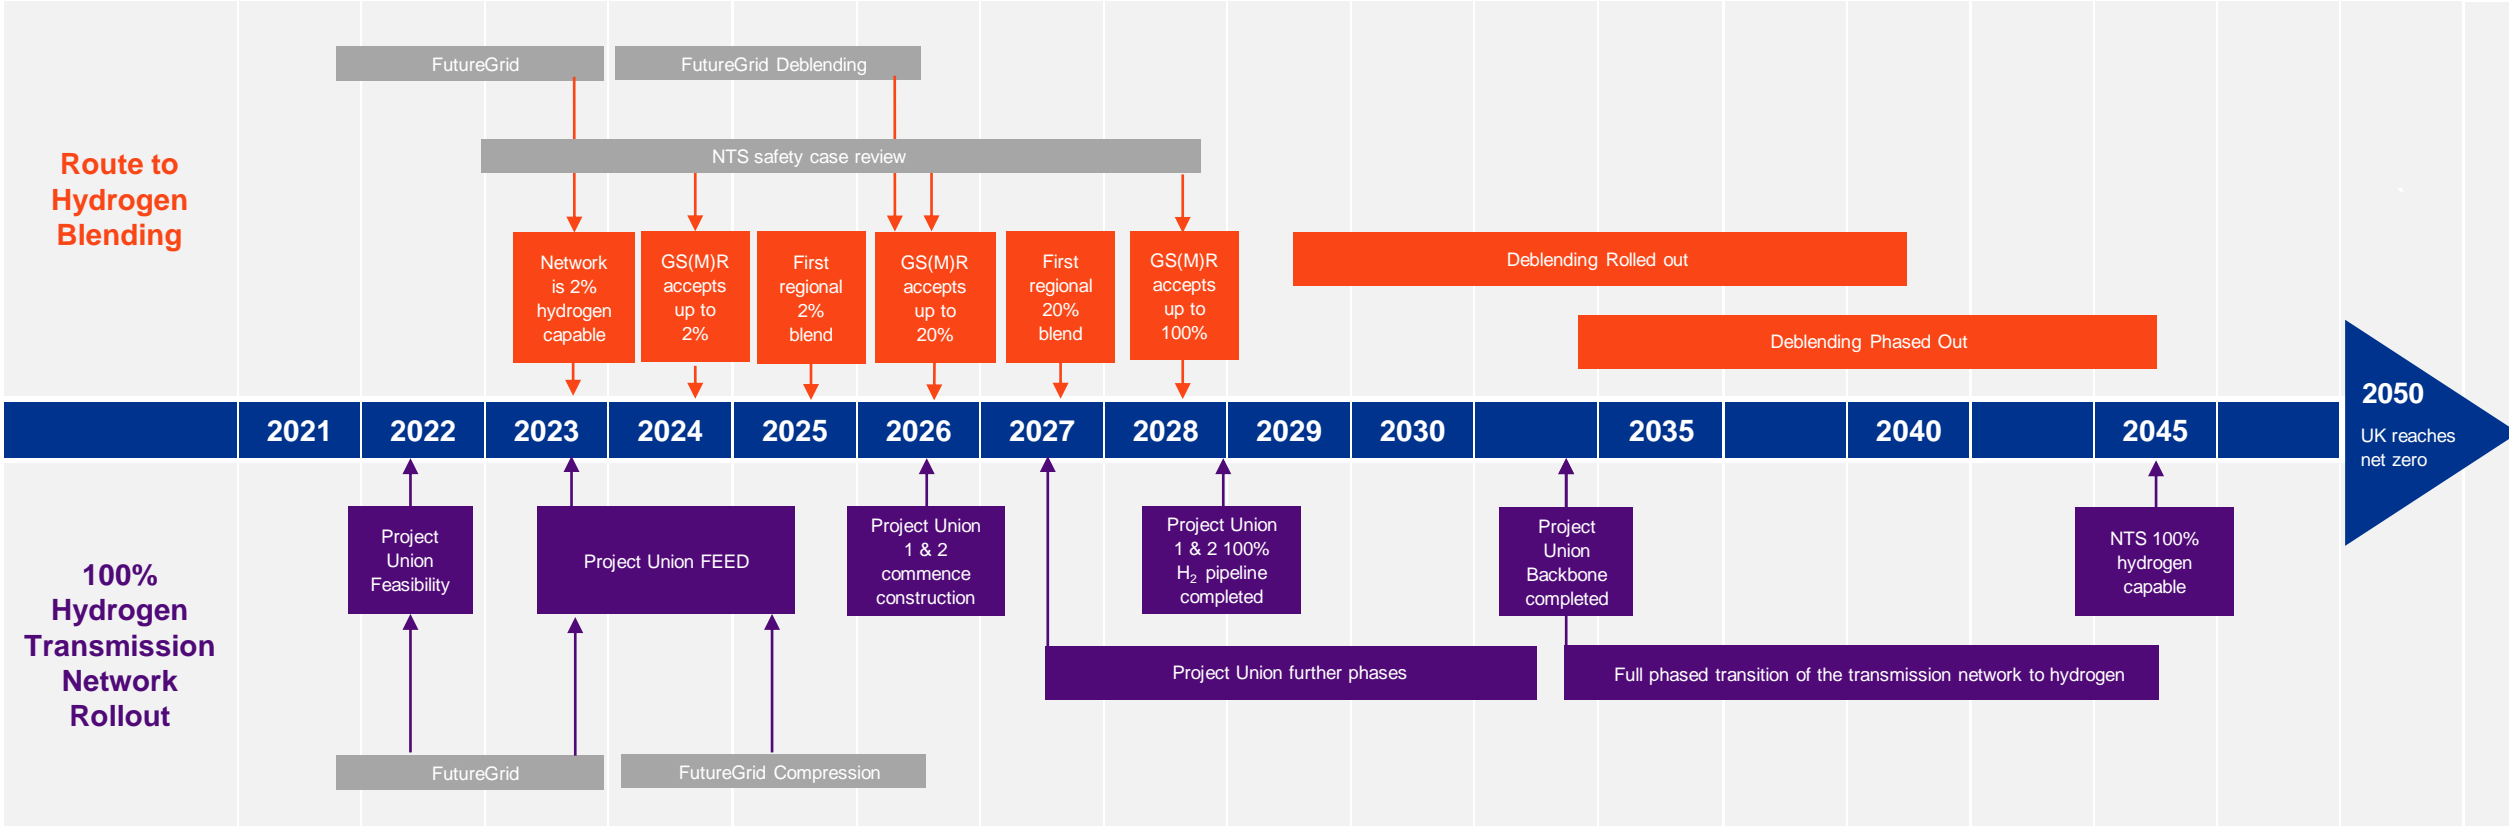 FutureGrid
FutureGrid Deblending
NTS safety case review
Route to
Hydrogen
Blending
Network
is 2%
hydrogen
capable
GS(M)R
accepts
up to
2%
First
regional
2%
blend
GS(M)R
accepts
up to
20%
First
regional
20%
blend
GS(M)R
accepts
up to
100%
Deblending Rolled out
Deblending Phased Out
2021
2022
2023
2024
2025
2026
2027
2028
2029
2030
2035
2040
2045
2050
UK reaches
net zero
100%
Hydrogen
Transmission
Network
Rollout
Project
Union
Feasibility
Project Union FEED
Project Union
1 & 2
commence
construction
Project Union
1 & 2 100%
H₂ pipeline
completed
Project
Union
Backbone
completed
NTS 100%
hydrogen
capable
Project Union further phases
Full phased transition of the transmission network to hydrogen
FutureGrid
FutureGrid Compression